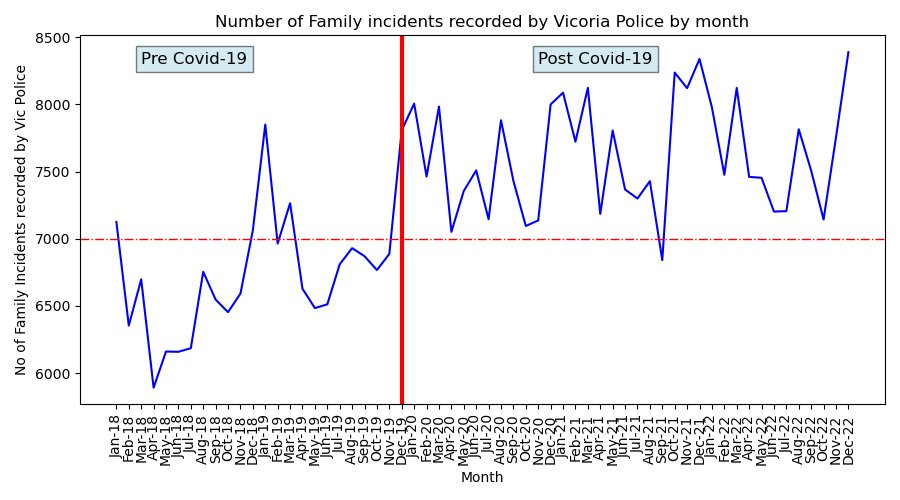 Number of Family incidents recorded by Vicoria Police by month
Pre Covid-19
Post Covid-19
No of Family Incidents recorded by Vic Police
8500
8000
7500
7000
6500
6000
Jan-18
Feb-18
Mar-18
Apr-18
May-18
Jun-18
Jul-18
Aug-18
Sep-18
Oct-18
Nov-18
Dec-18
Jan-19
Feb-19
Mar-19
Apr-19
May-19
Jun-19
Jul-19
Aug-19
Sep-19
Oct-19
Nov-19
Dec-19
Jan-20
Feb-20
Mar-20
Apr-20
May-20
Jun-20
Jul-20
Aug-20
Sep-20
Oct-20
Nov-20
Dec-20
Jan-21
Feb-21
Mar-21
Apr-21
May-21
Jun-21
Jul-21
Aug-21
Sep-21
Oct-21
Nov-21
Dec-21
Jan-22
Feb-22
Mar-22
Apr-22
May-22
Jun-22
Jul-22
Aug-22
Sep-22
Oct-22
Nov-22
Dec-22
Month